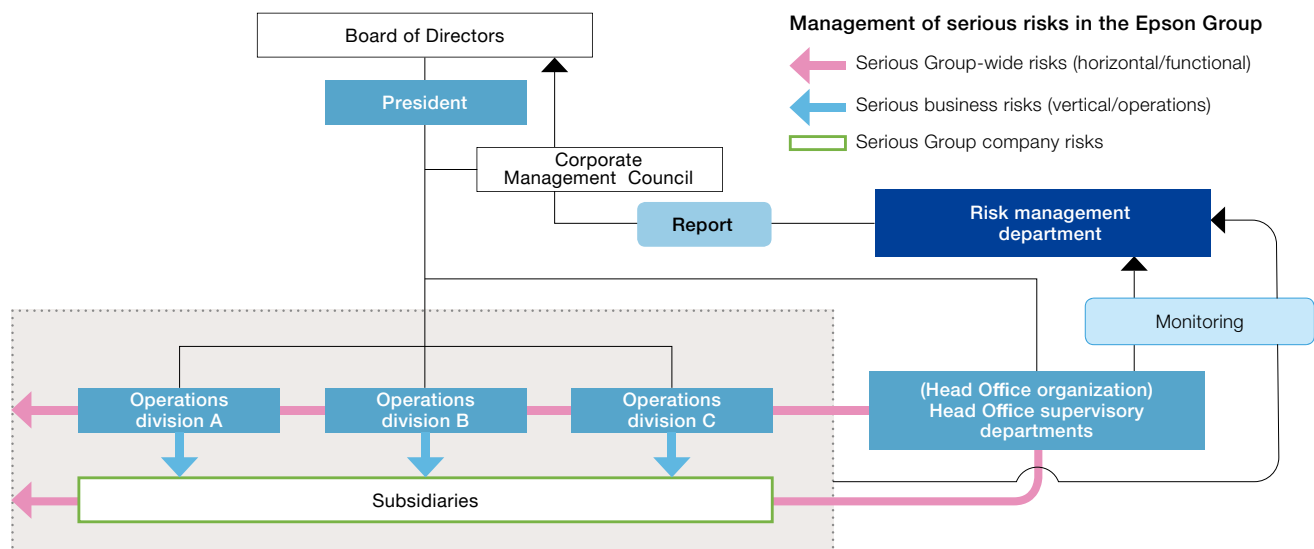 Management of serious risks in the Epson Group
Serious Group-wide risks (horizontal/functional)
Serious business risks (vertical/operations)
Serious Group company risks
Board of Directors
President
Corporate
Management Council
Report
Risk management
department
Monitoring
Operations
division A
Operations
division B
Operations
division C
(Head Office organization)
Head Office supervisory
departments
Subsidiaries